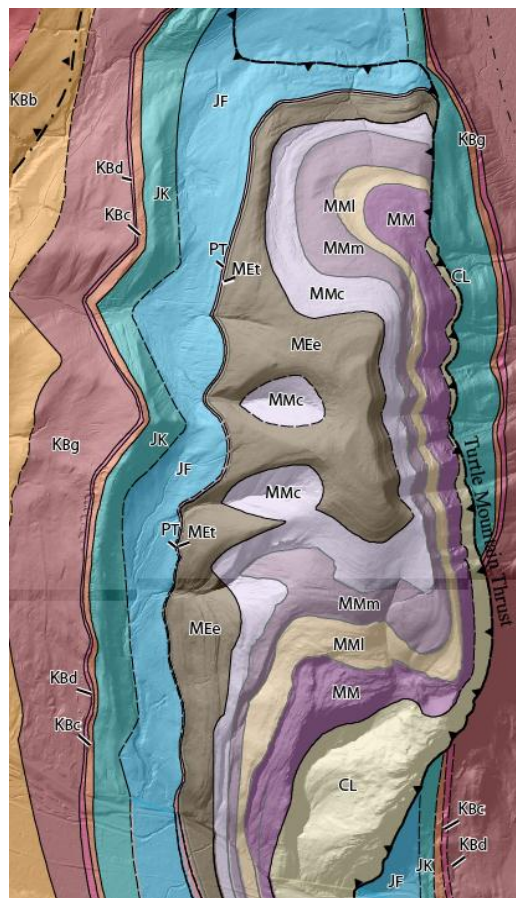 JF
KBb
KBg
KBd
JK
MMl
MM
KBc
MMm
PT
MEt
CL
MMc
MEe
MMc
JK
KBg
JF
MMc
PT
MEt
Turtle Mountain Thrust
MMm
MEe
MMl
KBd
MM
KBc
CL
KBc
JK
KBd
JF